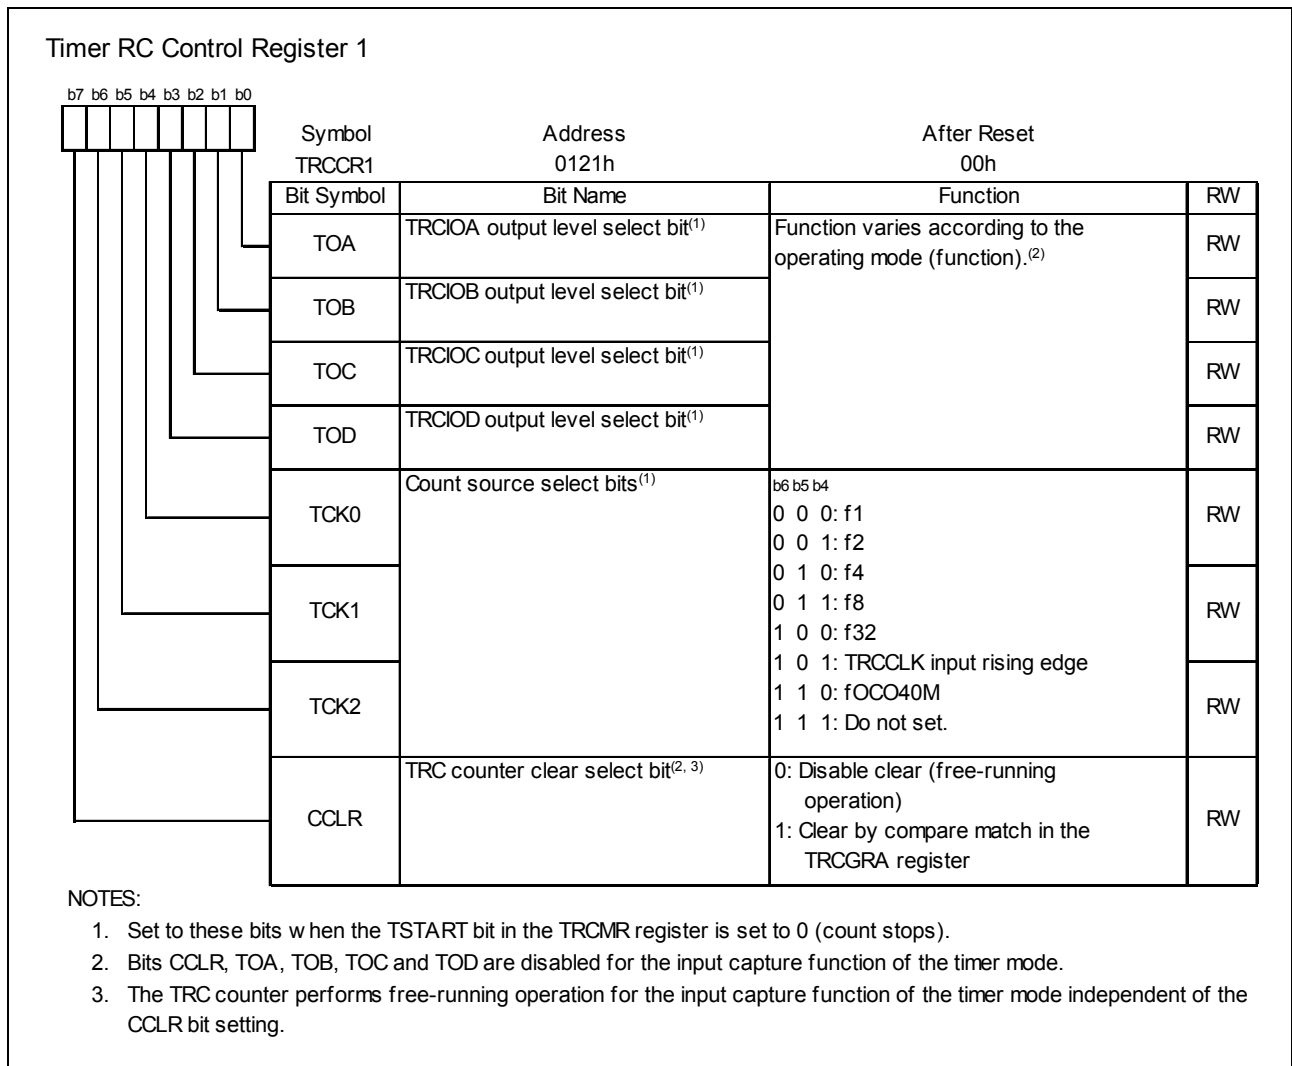 Timer RC Control Register 1
b7 b6 b5 b4 b3 b2 b1 b0
Symbol Address After Reset
TRCCR1 0121h 00h
Bit Symbol Bit Name Function RW
TOA TRCIOA output level select bit(1) Function varies according to the
operating mode (function).(2) RW
TOB TRCIOB output level select bit(1) RW
TOC TRCIOC output level select bit(1) RW
TOD TRCIOD output level select bit(1) RW
Count source select bits(1) b6 b5 b4
TCK0 0 0 0: f1 RW
0 0 1: f2
0 1 0: f4
TCK1 0 1 1: f8 RW
1 0 0: f32
1 0 1: TRCCLK input rising edge
TCK2 1 1 0: fOCO40M RW
1 1 1: Do not set.
TRC counter clear select bit(2, 3) 0: Disable clear (free-running
operation)
CCLR 1: Clear by compare match in the RW
TRCGRA register
NOTES:
1. Set to these bits when the TSTART bit in the TRCMR register is set to 0 (count stops).
2. Bits CCLR, TOA, TOB, TOC and TOD are disabled for the input capture function of the timer mode.
3. The TRC counter performs free-running operation for the input capture function of the timer mode independent of the
CCLR bit setting.